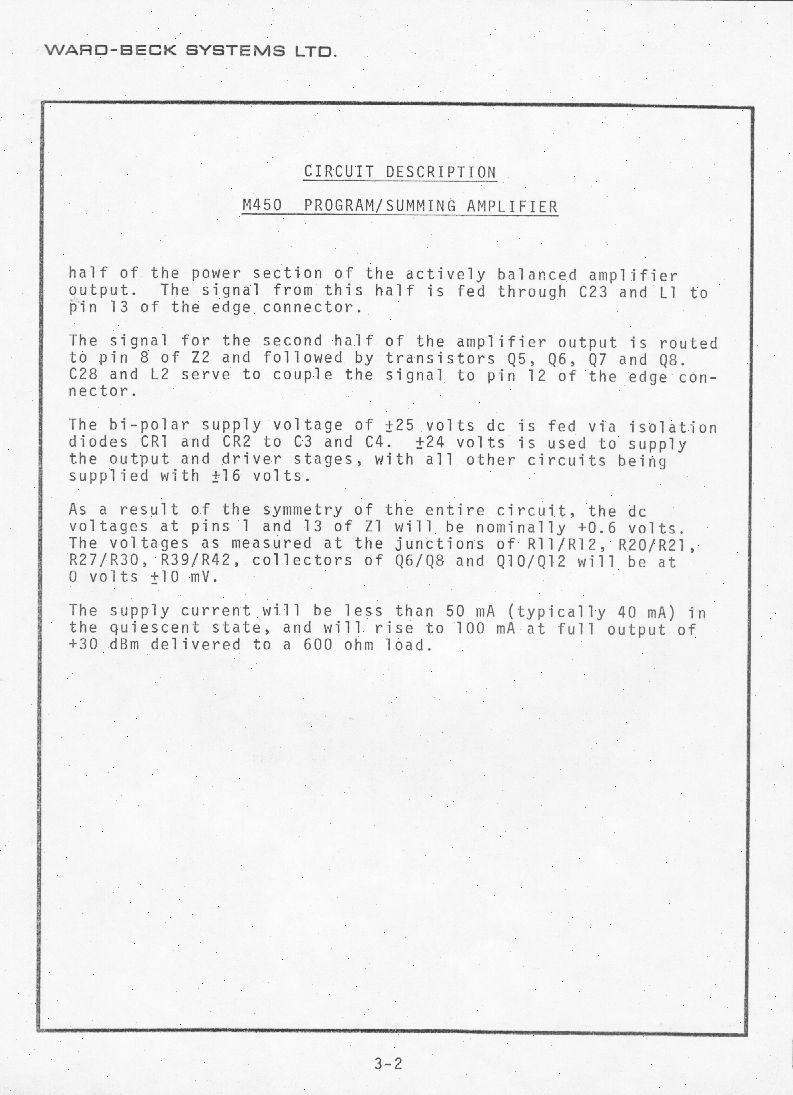 WARD-BECK SYSTEMS LTD.
CIRCUIT DESCRIPTION
M450 PROGRAM/SUMMING AMPLIFIER
half of the power section of the actively balanced amplifier
output. The signal from this half is fed through C23 and L1 to
pin 13 of the edge connector.
The signal for the second half of the amplifier output is routed
to pin 8 of Z2 and followed by transistors Q5, Q6, Q7 and Q8.
C28 and L2 serve to couple the signal to pin 12 of the edge con-
nector.
The bi-polar supply voltage of ±25 volts dc is fed via isolation
diodes CR1 and CR2 to C3 and C4. ±24 volts is used to supply
the output and driver stages, with all other circuits being
supplied with ±16 volts.
As a result of the symmetry of the entire circuit, the dc
voltages at pins 1 and 13 of Z1 will be nominally +0.6 volts.
The voltages as measured at the junctions of R11/R12, R20/R21,
R27/R30, R39/R42, collectors of Q6/Q8 and Q10/Q12 will be at
0 volts ±10 mV.
The supply current will be less than 50 mA (typically 40 mA) in
the quiescent state, and will rise to 100 mA at full output of
+30 dBm delivered to a 600 ohm load.
3-2